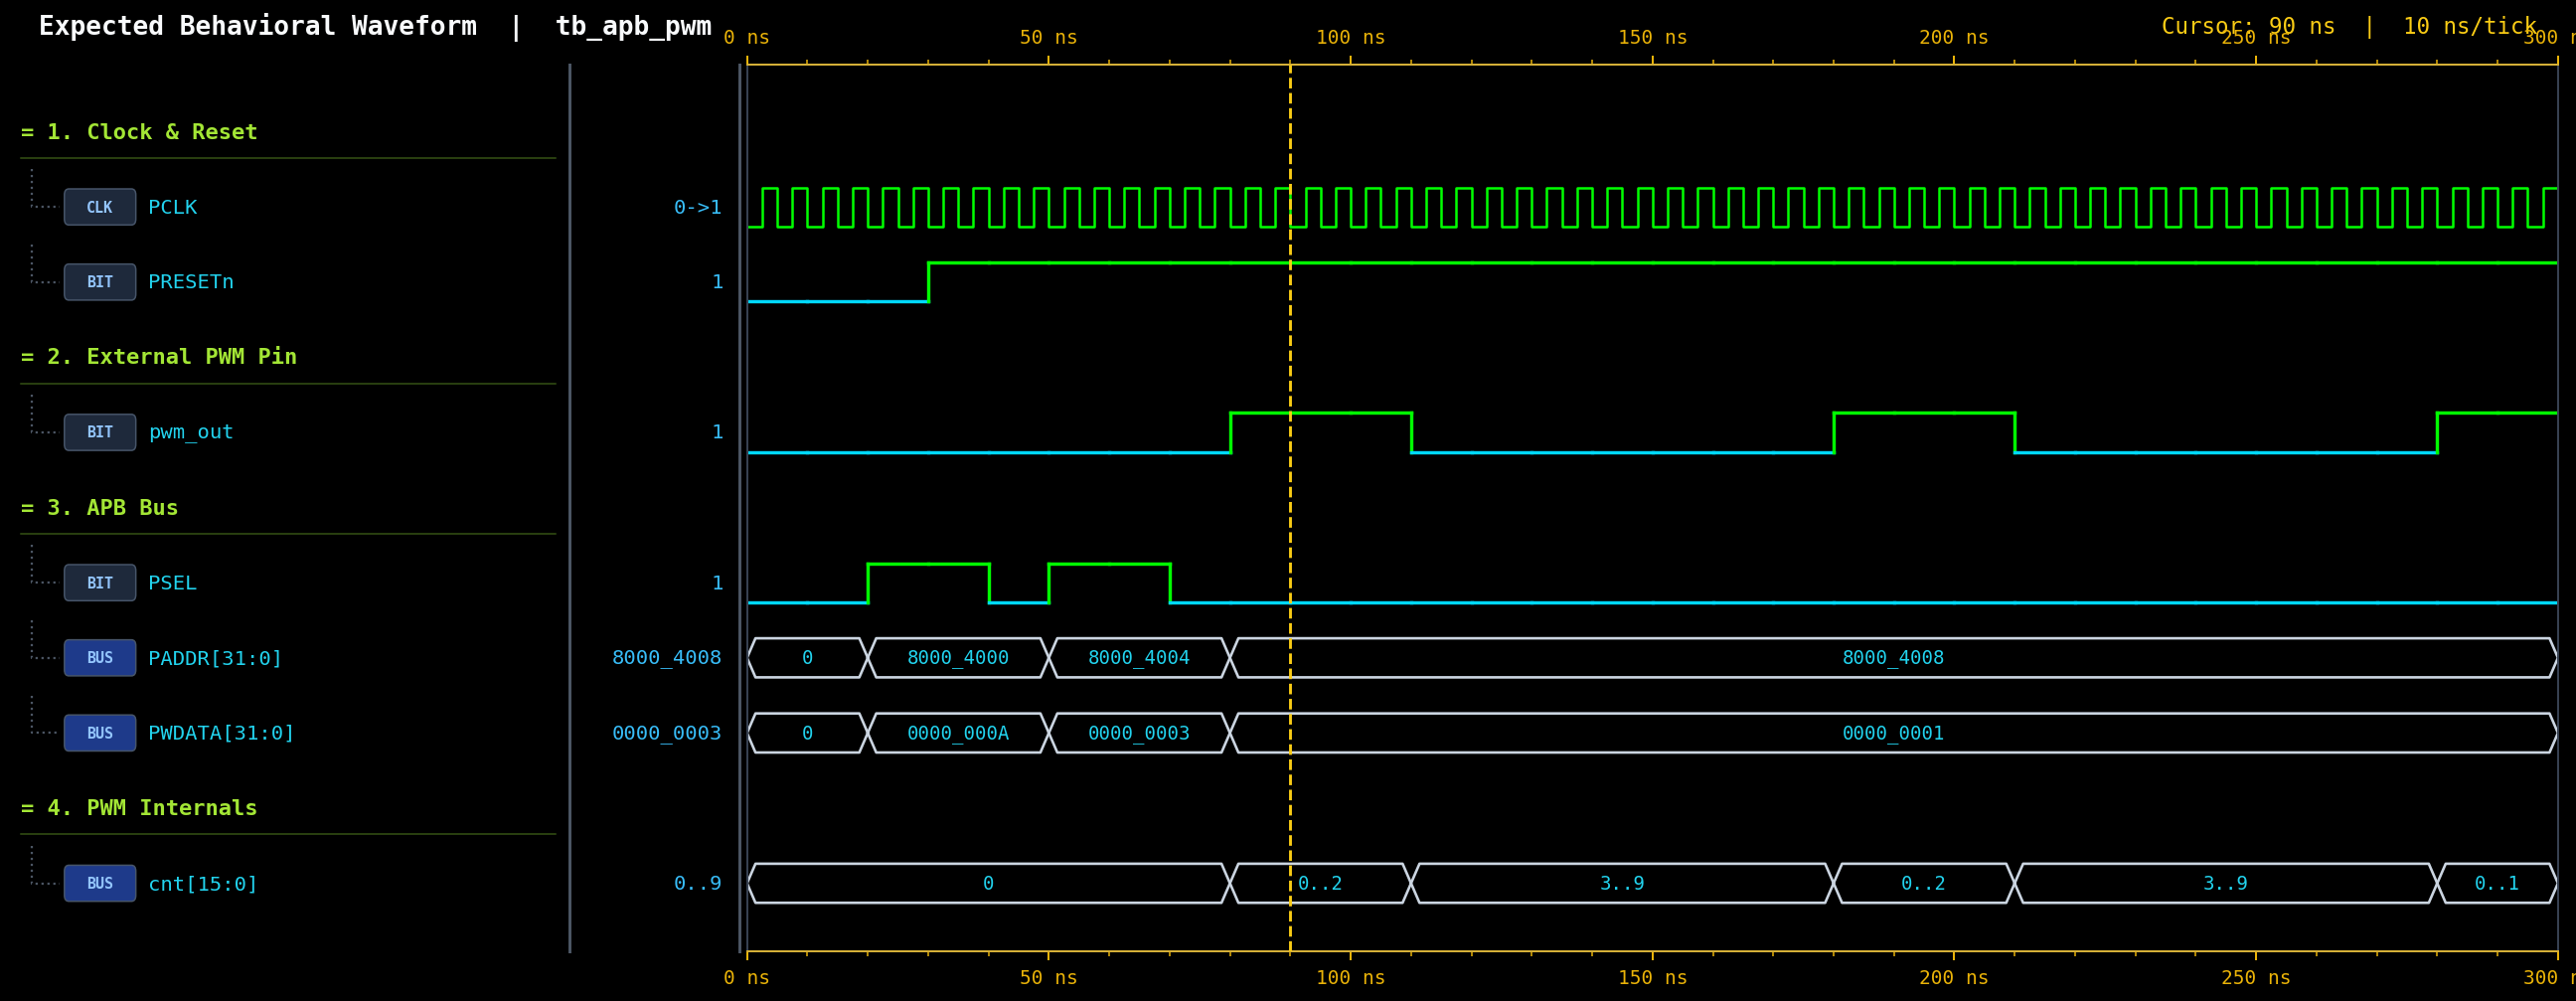 Expected Behavioral Waveform | tb_apb_pwm
Cursor: 90 ns | 10 ns/tick
0 ns 50 ns 100 ns 150 ns 200 ns 250 ns 300 n
= 1. Clock & Reset
CLK PCLK 0->1
BIT PRESETn 1
= 2. External PWM Pin
BIT pwm_out 1
= 3. APB Bus
BIT PSEL 1
BUS PADDR[31:0] 8000_4008 0 8000_4000 8000_4004 8000_4008
BUS PWDATA[31:0] 0000_0003 0 0000_000A 0000_0003 0000_0001
= 4. PWM Internals
BUS cnt[15:0] 0..9 0 0..2 3..9 0..2 3..9 0..1
0 ns 50 ns 100 ns 150 ns 200 ns 250 ns 300 n